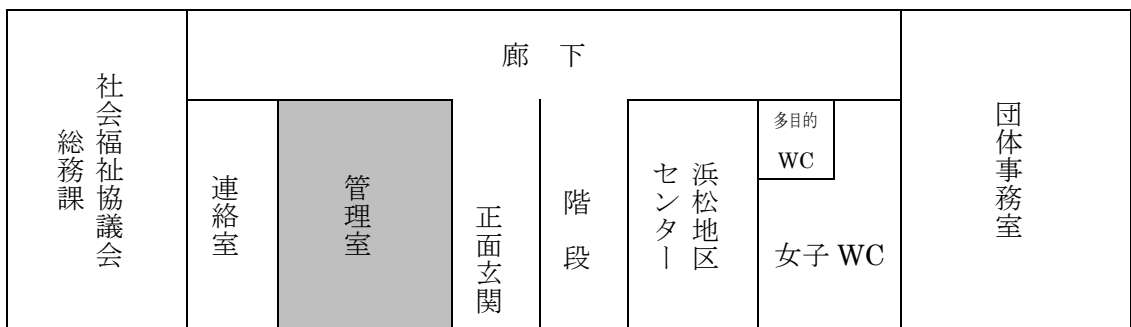 廊 下
社会福祉協議会
総務課
連絡室
管理室
正面玄関
階 段
浜松地区
センター
多目的
WC
女子 WC
団体事務室